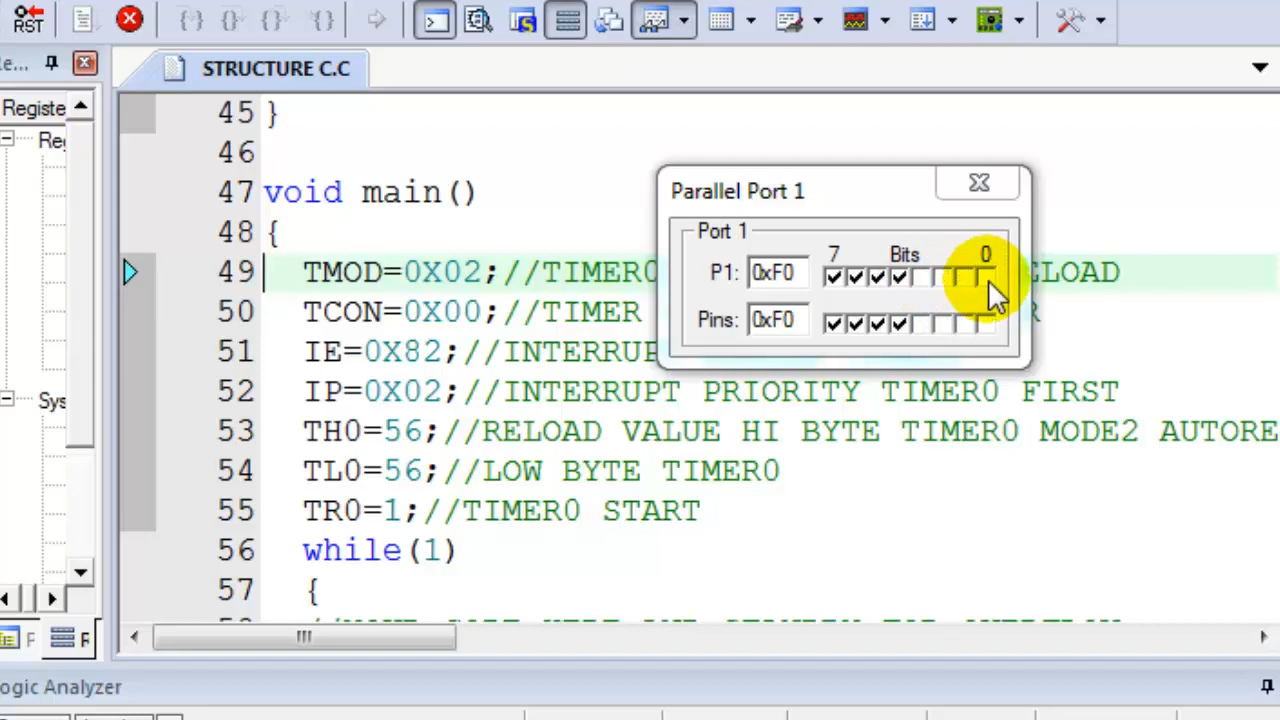 RST
e...
STRUCTURE C.C
Registe
Reg
Sys
45 }
46
47 void main()
48 {
49 TMOD=0X02;//TIMER0 ELOAD
50 TCON=0X00;//TIMER R
51 IE=0X82;//INTERRUP
52 IP=0X02;//INTERRUPT PRIORITY TIMER0 FIRST
53 TH0=56;//RELOAD VALUE HI BYTE TIMER0 MODE2 AUTORE
54 TL0=56;//LOW BYTE TIMER0
55 TR0=1;//TIMER0 START
56 while(1)
57 {
Parallel Port 1
Port 1
7 Bits 0
P1: 0xF0
Pins: 0xF0
ogic Analyzer